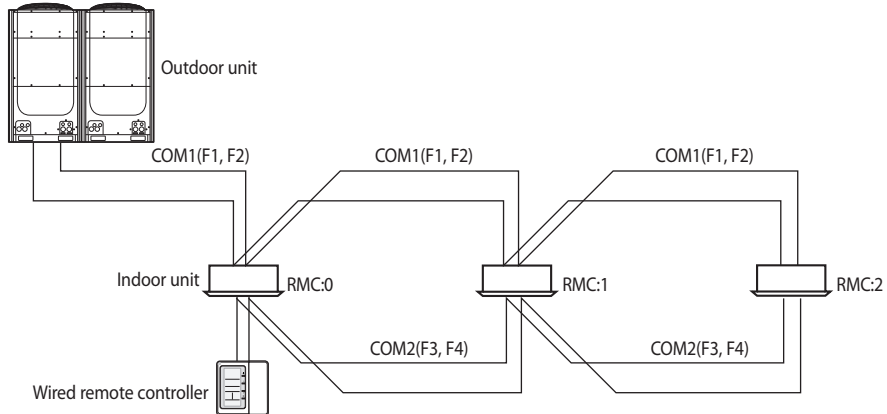 Outdoor unit
COM1(F1, F2)
COM1(F1, F2)
COM1(F1, F2)
Indoor unit
RMC:0
RMC:1
RMC:2
COM2(F3, F4)
COM2(F3, F4)
Wired remote controller